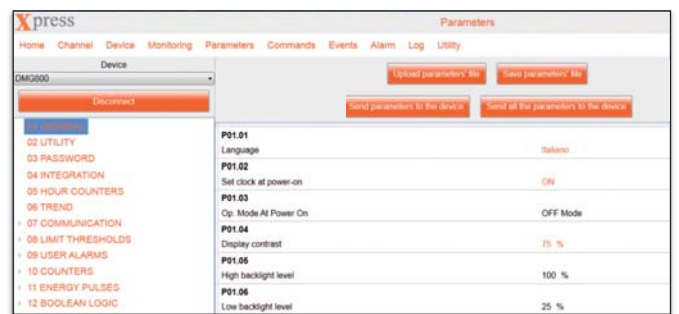 Xpress
Parameters
Home Channel Device Monitoring Parameters Commands Events Alarm Log Utility
Device
DMG800
Disconnect
Upload parameters' file
Save parameters' file
Send parameters to the device
Send all the parameters to the device
02 UTILITY
03 PASSWORD
04 INTEGRATION
05 HOUR COUNTERS
06 TREND
07 COMMUNICATION
08 LIMIT THRESHOLDS
09 USER ALARMS
10 COUNTERS
11 ENERGY PULSES
12 BOOLEAN LOGIC
P01.01
Language Italiano
P01.02
Set clock at power-on ON
P01.03
Op. Mode At Power On OFF Mode
P01.04
Display contrast 75 %
P01.05
High backlight level 100 %
P01.06
Low backlight level 25 %